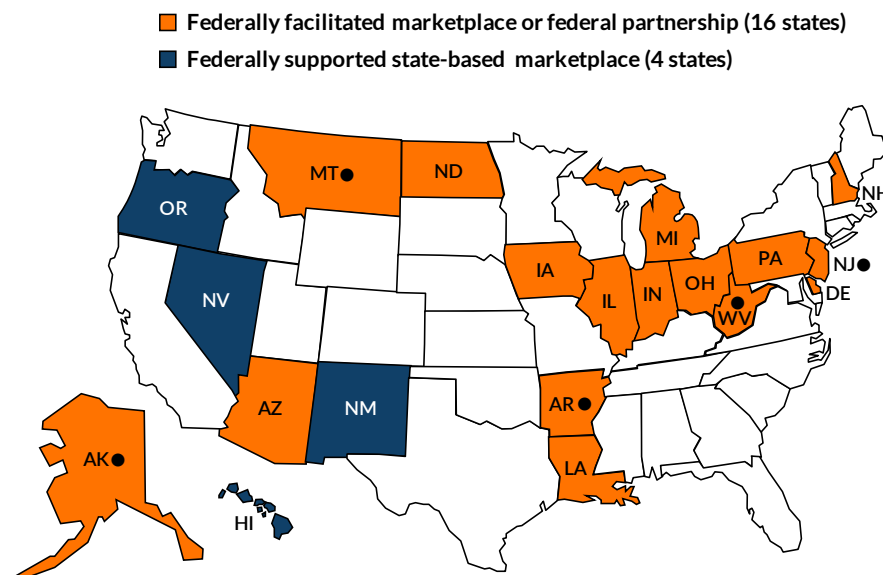 Federally facilitated marketplace or federal partnership (16 states)
Federally supported state-based marketplace (4 states)
MT
ND
NH
OR
MI
PA
NJ
IA
OH
DE
NV
IL
IN
WV
AZ
NM
AR
AK
LA
HI